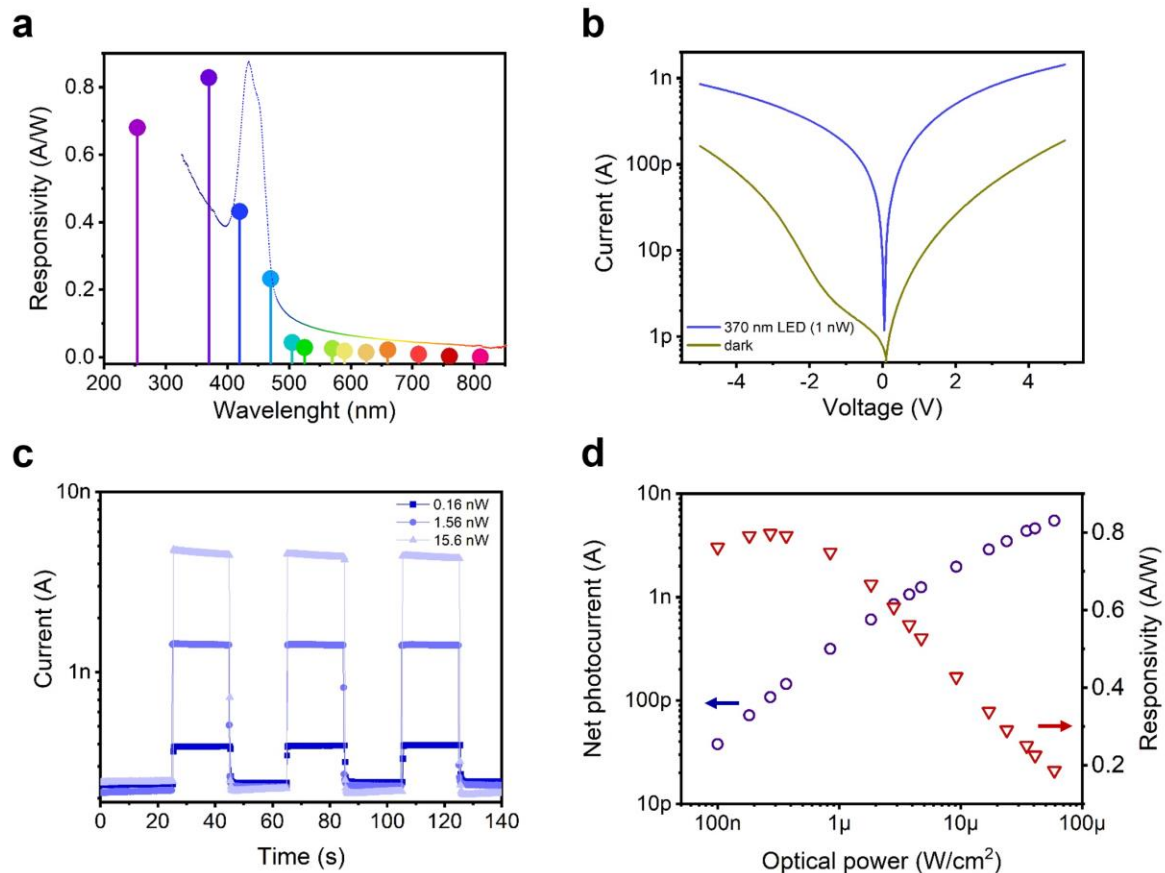 a
Responsivity (A/W)
0.8
0.6
0.4
0.2
0.0
200 300 400 500 600 700 800
Wavelenght (nm)
b
Current (A)
1n
100p
10p
1p
370 nm LED (1 nW)
dark
-4 -2 0 2 4
Voltage (V)
c
Current (A)
10n
1n
0.16 nW
1.56 nW
15.6 nW
0 20 40 60 80 100 120 140
Time (s)
d
Net photocurrent (A)
10n
1n
100p
10p
100n 1µ 10µ 100µ
Optical power (W/cm²)
0.8
0.6
0.4
0.2
Responsivity (A/W)